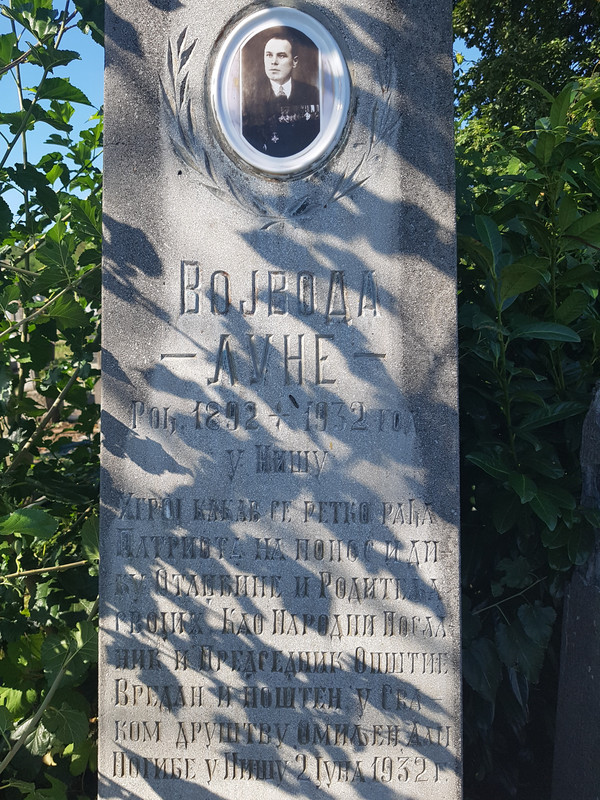 ВОЈВОДА
— ЛУНЕ —
РОЂ. 1892 + 1932 год
у Нишу
ХЕРОЈ КАКАВ СЕ РЕТКО РАЂА
ПАТРИОТА НА ПОНОС И ДИ-
КУ ОТАЏБИНЕ И РОДИТЕЉА
СВОЈИХ, КАО НАРОДНИ ПОСЛА-
НИК И ПРЕДСЕДНИК ОПШТИНЕ
ВРЕДАН И ПОШТЕН У СВА-
КОМ ДРУШТВУ ОМИЉЕН, АЛИ
ПОГИБЕ У НИШУ 2 ЈУНА 1932 Г.